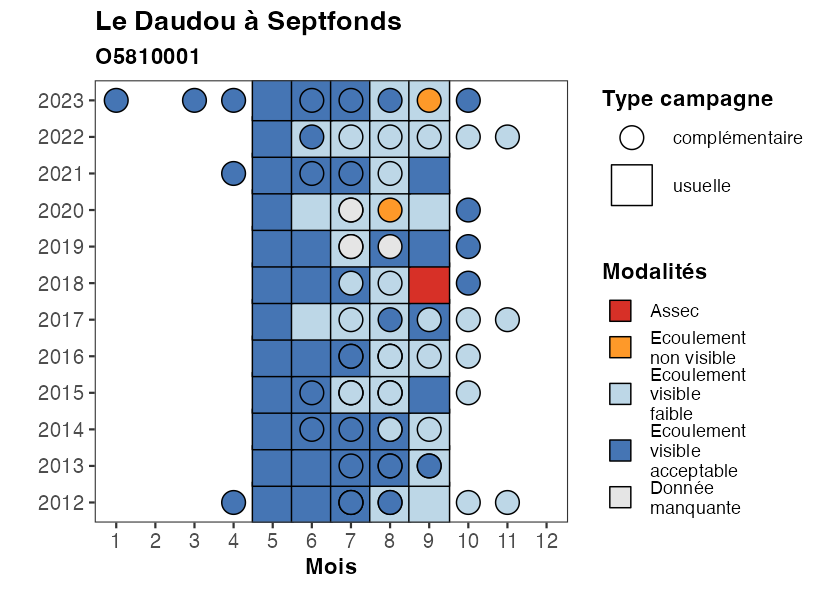 Le Daudou à Septfonds
O5810001
2023
2022
2021
2020
2019
2018
2017
2016
2015
2014
2013
2012
1 2 3 4 5 6 7 8 9 10 11 12
Mois
Type campagne
complémentaire
usuelle
Modalités
Assec
Ecoulement
non visible
Ecoulement
visible
faible
Ecoulement
visible
acceptable
Donnée
manquante